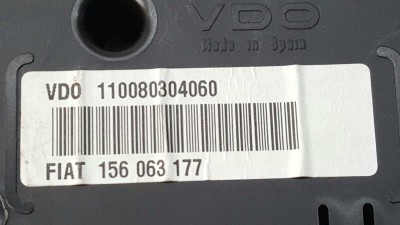 VDO
Made in Spain
VDO 110080304060
FIAT 156 063 177